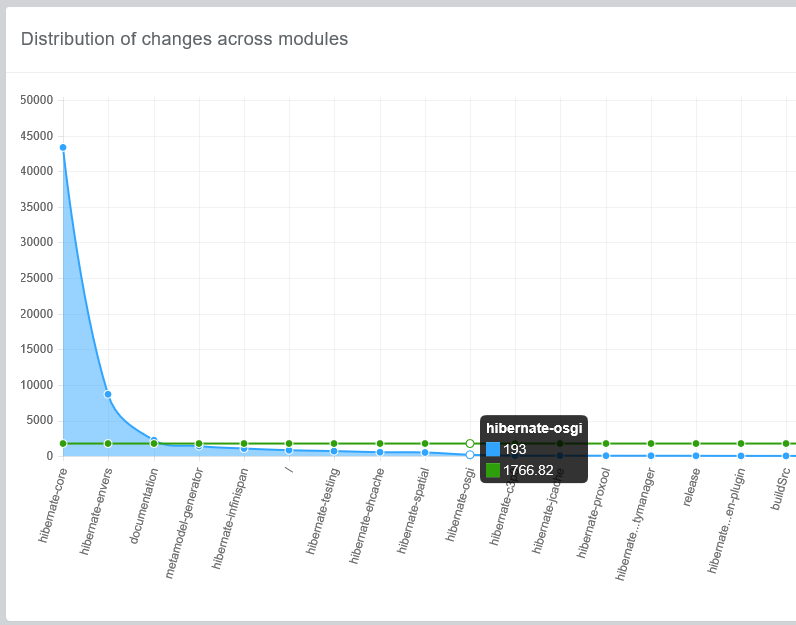 Distribution of changes across modules
50000
45000
40000
35000
30000
25000
20000
15000
10000
5000
0
hibernate-osgi
193
1766.82
hibernate-core
hibernate-envers
documentation
metamodel-generator
hibernate-infinispan
/
hibernate-testing
hibernate-ehcache
hibernate-spatial
hibernate-osgi
hibernate-c3p
hibernate-jcache
hibernate-proxool
hibernate...tymanager
release
hibernate...en-plugin
buildSrc